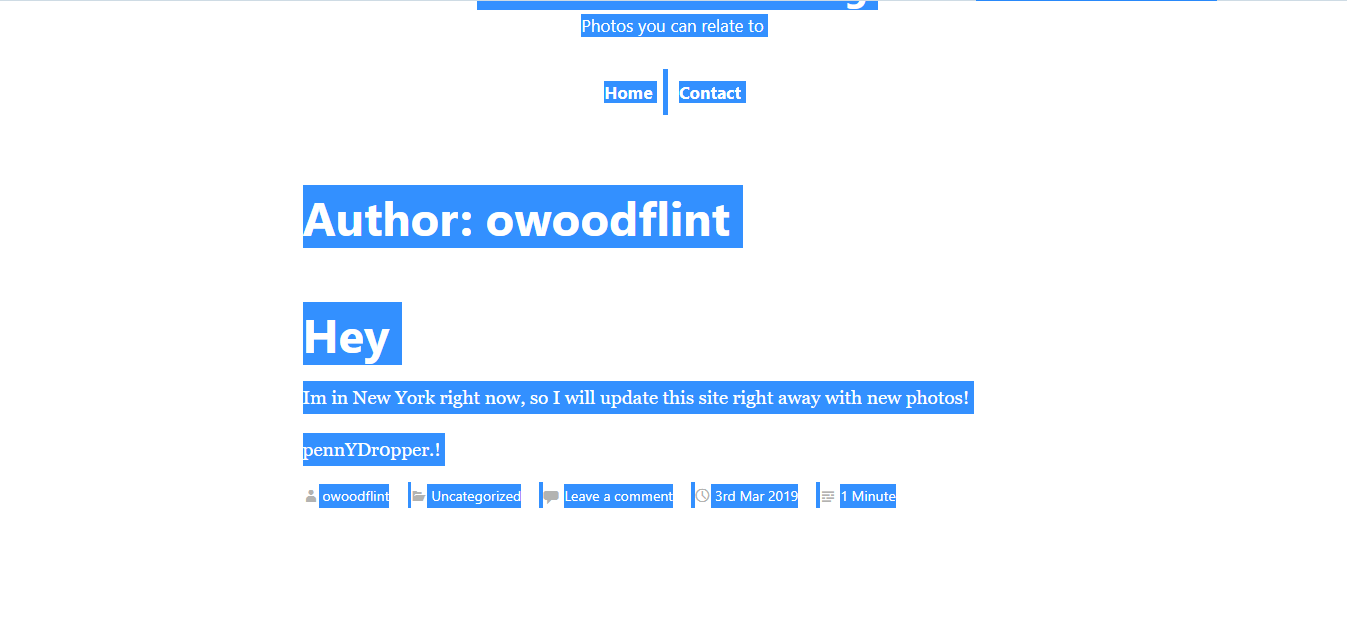 Photos you can relate to
Home Contact
Author: owoodflint
Hey
Im in New York right now, so I will update this site right away with new photos!
pennYDr0pper.!
owoodflint Uncategorized Leave a comment 3rd Mar 2019 1 Minute